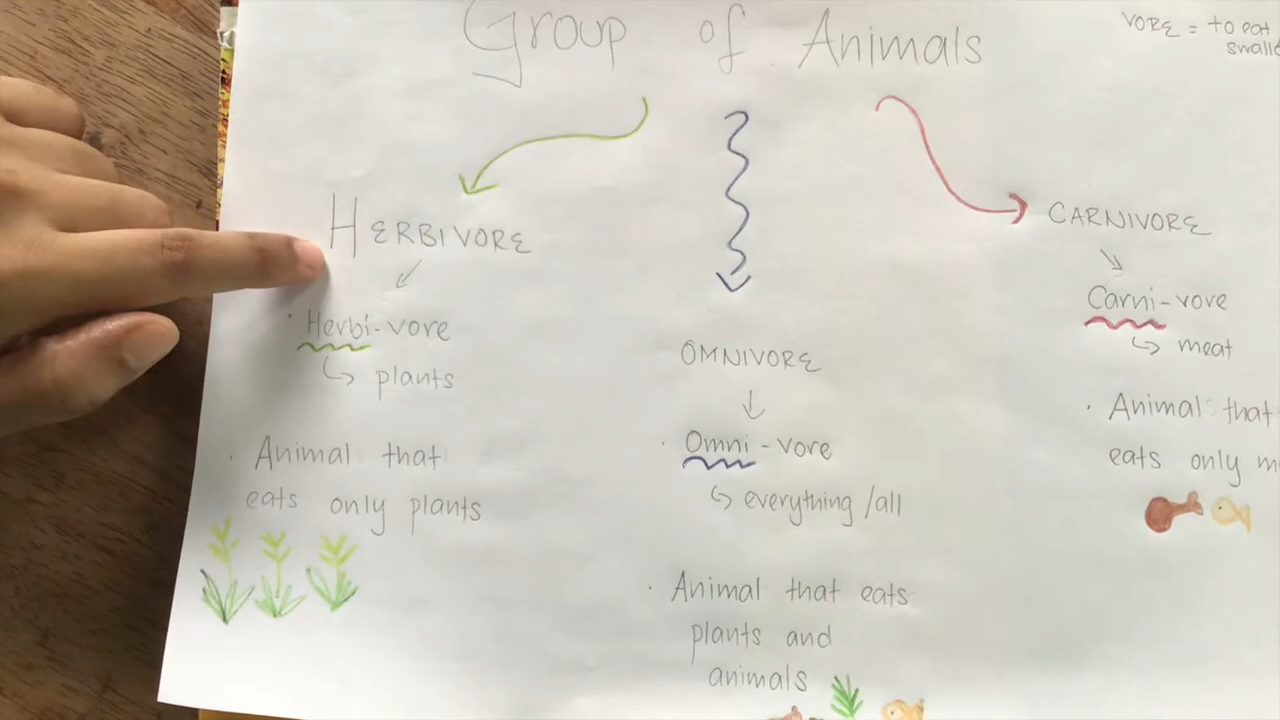 Group of Animals
VORE = to eat
HERBIVORE
Herbi-vore
plants
Animal that
eats only plants
OMNIVORE
Omni-vore
everything/all
Animal that eats
plants and
animals
CARNIVORE
Carni-vore
meat
Animal that
eats only